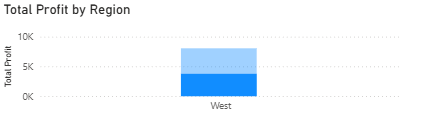 Total Profit by Region
10K
5K
0K
Total Profit
West